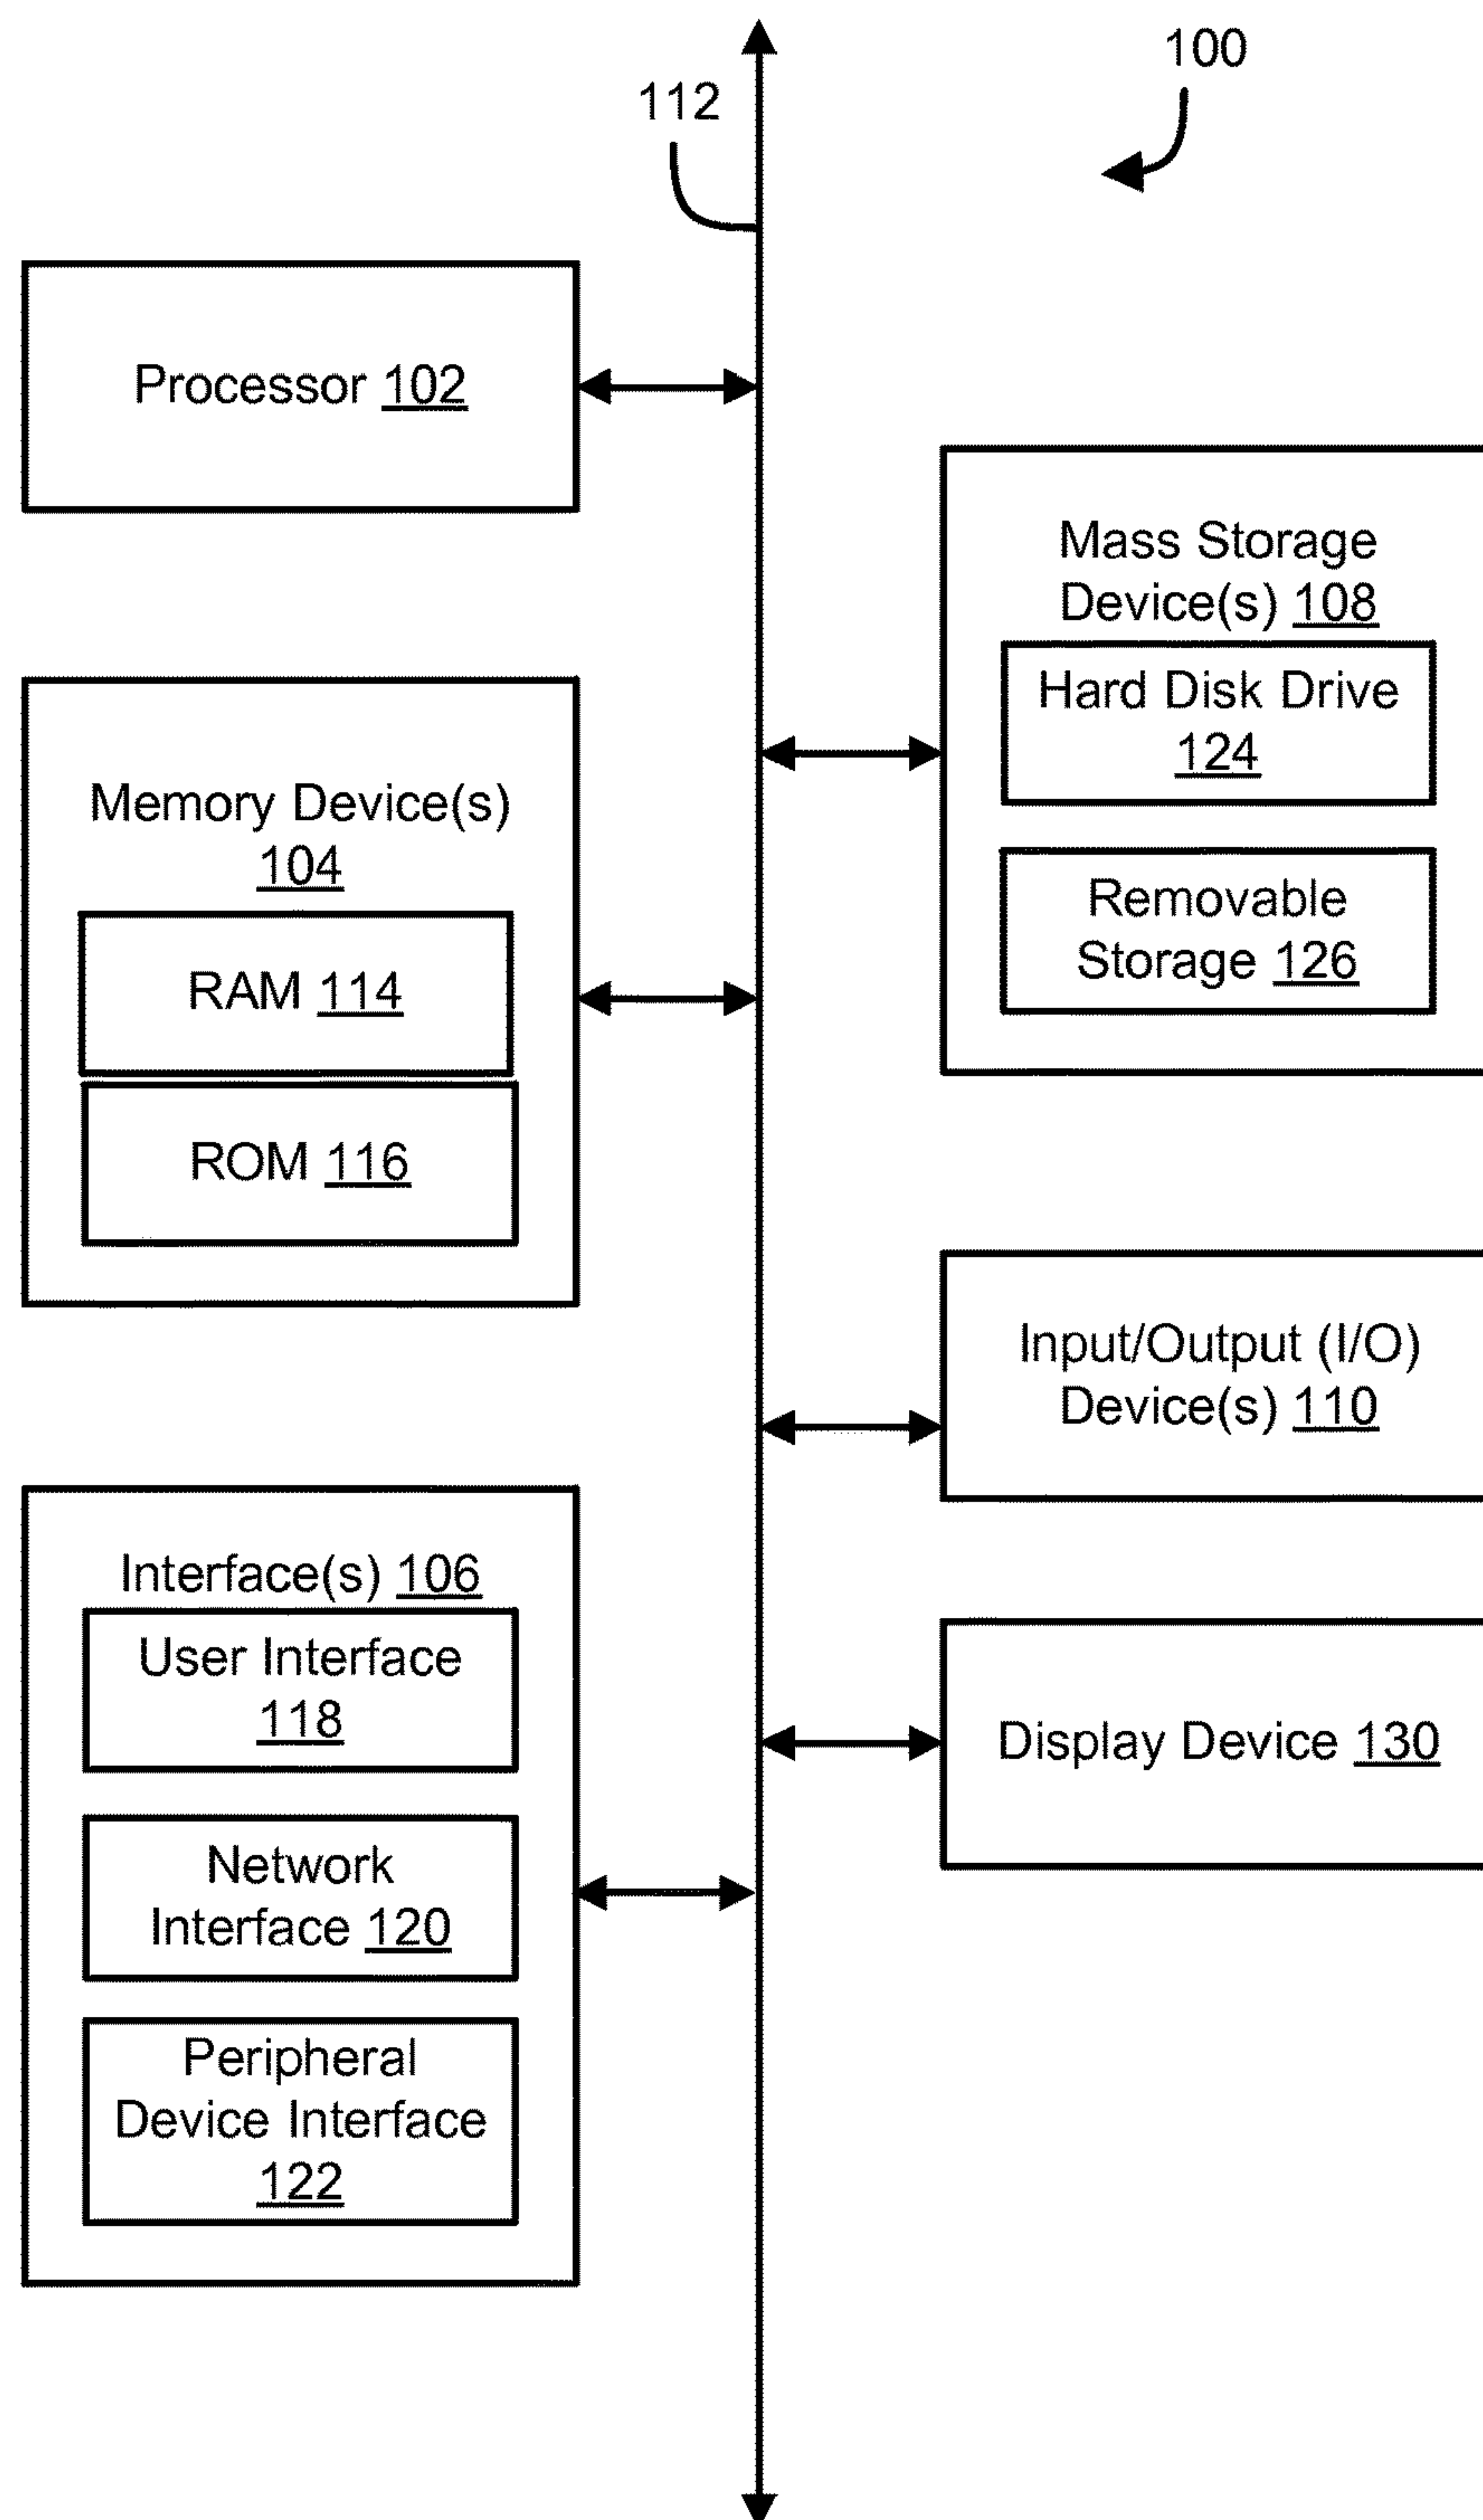 100
112
Processor 102
Mass Storage
Device(s) 108
Hard Disk Drive
124
Removable
Storage 126
Memory Device(s)
104
RAM 114
ROM 116
Input/Output (I/O)
Device(s) 110
Interface(s) 106
User Interface
118
Network
Interface 120
Peripheral
Device Interface
122
Display Device 130